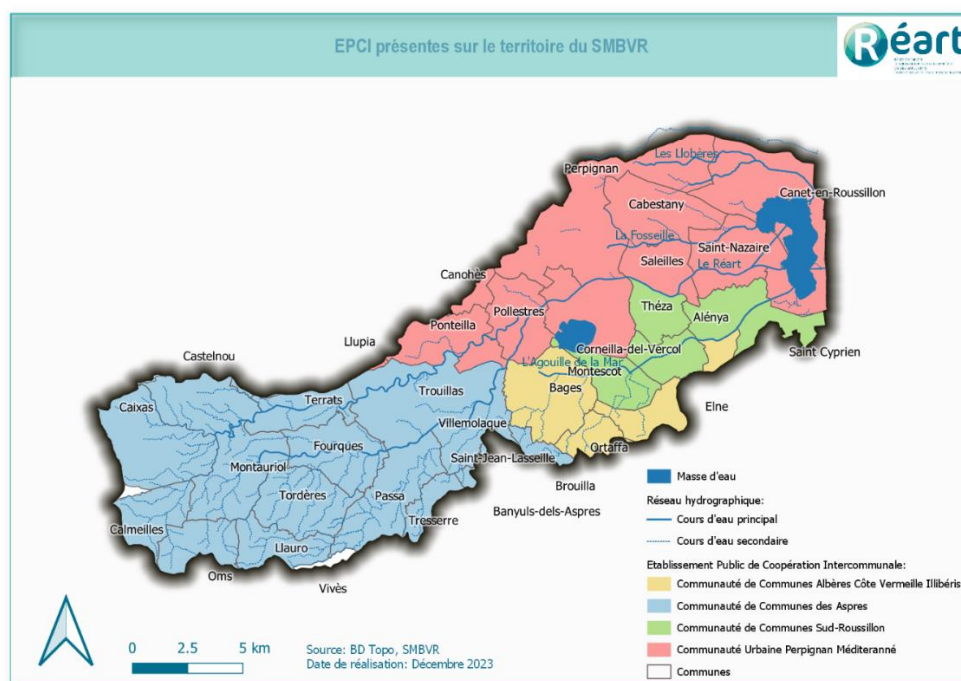 EPCI présentes sur le territoire du SMBVR
Réart
Les Llobères
Perpignan
Canet-en-Roussillon
Cabestany
La Fosseille
Saint-Nazaire
Saleilles
Le Réart
Canohès
Théza
Pollestres
Alénya
Ponteilla
Llupia
Corneilla-del-Vercol
Saint Cyprien
Castelnou
L'Agouille de la Mar
Montescot
Bages
Trouillas
Caixas
Terrats
Elne
Villemolaque
Fourques
Ortaffa
Saint-Jean-Lasseille
Montauriol
Brouilla
Tordères
Passa
Banyuls-dels-Aspres
Tresserre
Calmeilles
Llauro
Oms
Vivès
Masse d'eau
Réseau hydrographique:
Cours d'eau principal
Cours d'eau secondaire
Etablissement Public de Coopération Intercommunale:
Communauté de Communes Albères Côte Vermeille Illibéris
Communauté de Communes des Aspres
Communauté de Communes Sud-Roussillon
Communauté Urbaine Perpignan Méditeranné
Communes
0 2.5 5 km
Source: BD Topo, SMBVR
Date de réalisation: Décembre 2023